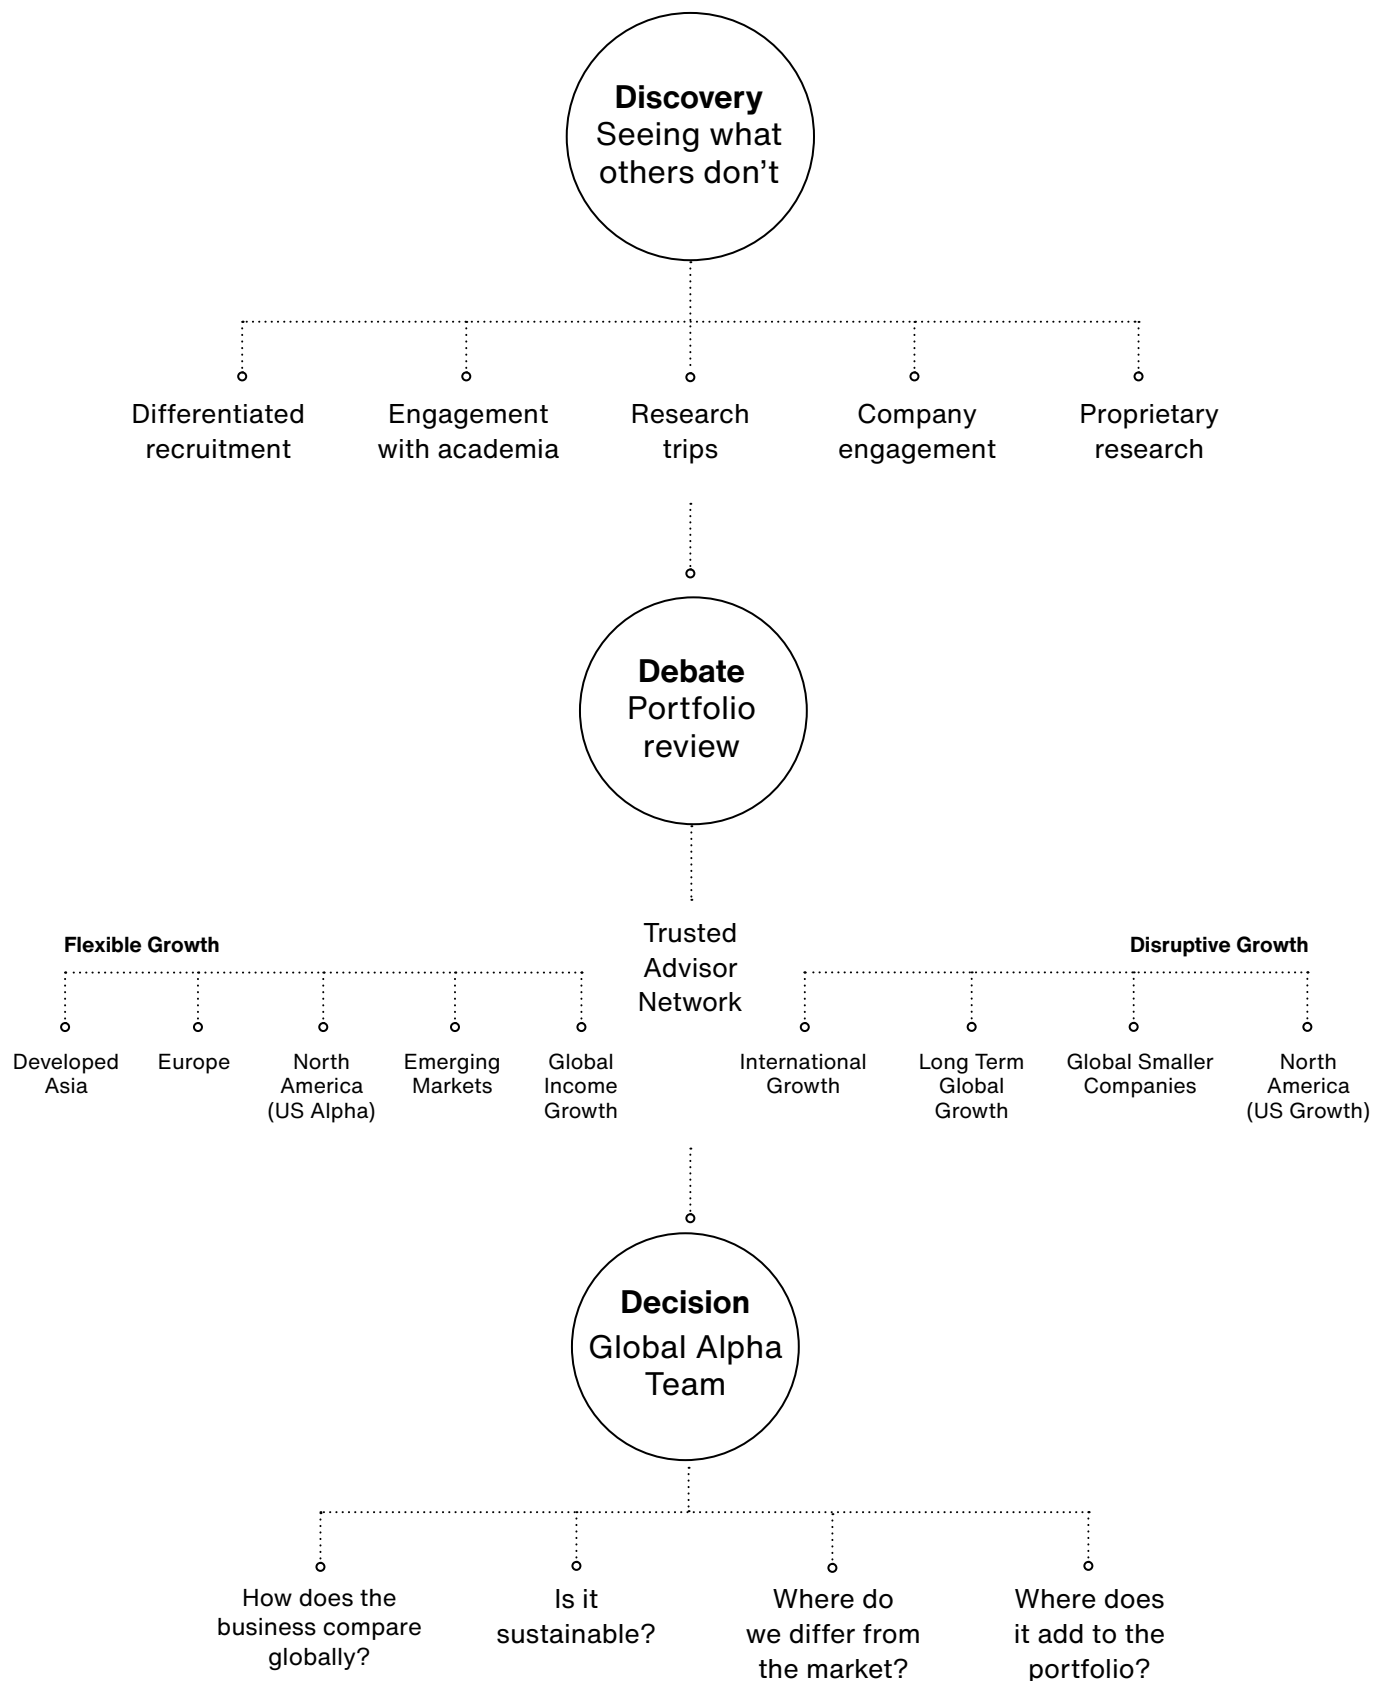 Discovery
Seeing what
others don’t
Differentiated
recruitment
Engagement
with academia
Research
trips
Company
engagement
Proprietary
research
Debate
Portfolio
review
Trusted
Advisor
Network
Flexible Growth
Developed
Asia
Europe
North
America
(US Alpha)
Emerging
Markets
Global
Income
Growth
Disruptive Growth
International
Growth
Long Term
Global
Growth
Global Smaller
Companies
North
America
(US Growth)
Decision
Global Alpha
Team
How does the
business compare
globally?
Is it
sustainable?
Where do
we differ from
the market?
Where does
it add to the
portfolio?